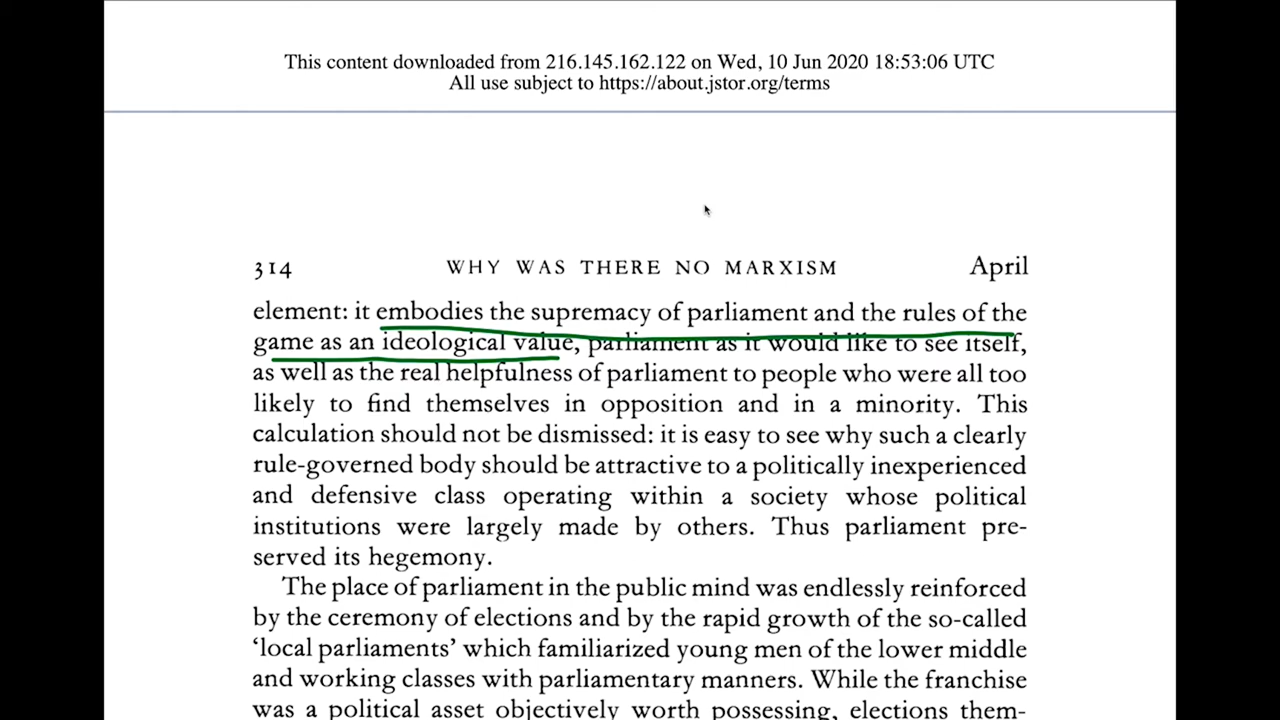 This content downloaded from 216.145.162.122 on Wed, 10 Jun 2020 18:53:06 UTC
All use subject to https://about.jstor.org/terms
314 WHY WAS THERE NO MARXISM April
element: it embodies the supremacy of parliament and the rules of the
game as an ideological value, parliament as it would like to see itself,
as well as the real helpfulness of parliament to people who were all too
likely to find themselves in opposition and in a minority. This
calculation should not be dismissed: it is easy to see why such a clearly
rule-governed body should be attractive to a politically inexperienced
and defensive class operating within a society whose political
institutions were largely made by others. Thus parliament pre-
served its hegemony.
The place of parliament in the public mind was endlessly reinforced
by the ceremony of elections and by the rapid growth of the so-called
‘local parliaments’ which familiarized young men of the lower middle
and working classes with parliamentary manners. While the franchise
was a political asset objectively worth possessing, elections them-